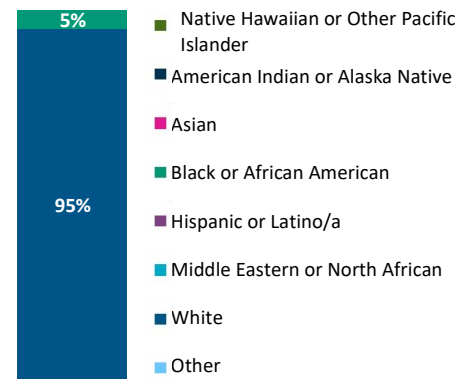 5%
95%
Native Hawaiian or Other Pacific
Islander
American Indian or Alaska Native
Asian
Black or African American
Hispanic or Latino/a
Middle Eastern or North African
White
Other